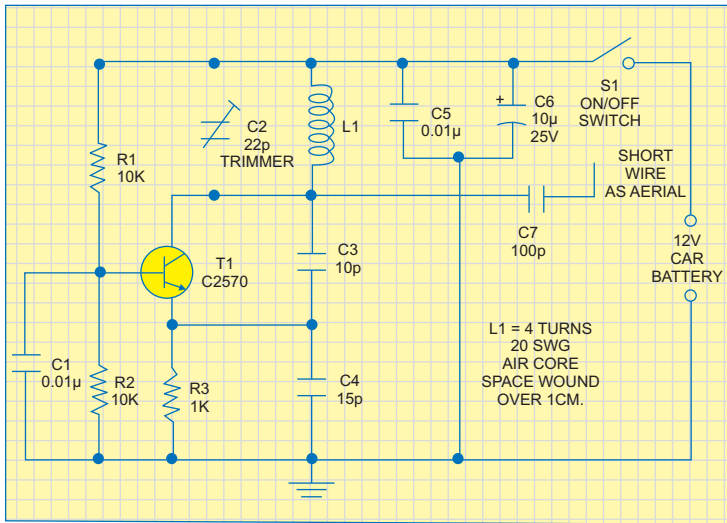 S1
ON/OFF
SWITCH
C5
0.01µ
+
C6
10µ
25V
L1
C2
22p
TRIMMER
R1
10K
SHORT
WIRE
AS AERIAL
C7
100p
12V
CAR
BATTERY
T1
C2570
C3
10p
L1 = 4 TURNS
20 SWG
AIR CORE
SPACE WOUND
OVER 1CM.
C1
0.01µ
R2
10K
R3
1K
C4
15p